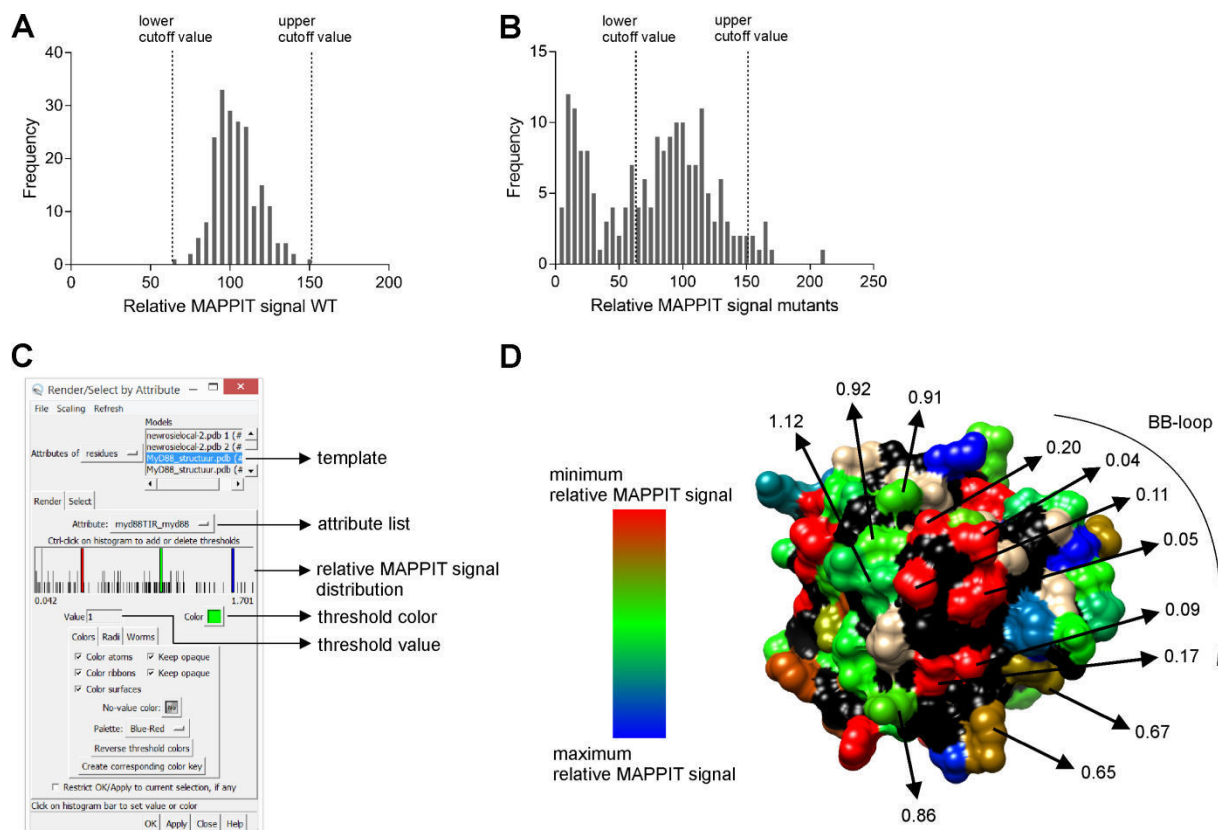 A
lower
cutoff value
upper
cutoff value
Frequency
40
30
20
10
0
0
50
100
150
200
Relative MAPPIT signal WT
B
lower
cutoff value
upper
cutoff value
Frequency
15
10
5
0
0
50
100
150
200
250
Relative MAPPIT signal mutants
C
Render/Select by Attribute
File Scaling Refresh
Models
newrosielocal-2.pdb 1 (#
newrosielocal-2.pdb 2 (#
Attributes of residues
MyD88_structuur.pdb (#
MyD88_structuur.pdb (#
template
Render Select
Attribute: myd88TIR_myd88
attribute list
Ctrl-click on histogram to add or delete thresholds
relative MAPPIT signal
distribution
0.042
1.701
Value 1
Color
threshold color
threshold value
Colors Radii Worms
Color atoms Keep opaque
Color ribbons Keep opaque
Color surfaces
No-value color:
Palette: Blue-Red
Reverse threshold colors
Create corresponding color key
Restrict OK/Apply to current selection, if any
Click on histogram bar to set value or color
OK Apply Close Help
D
minimum
relative MAPPIT signal
maximum
relative MAPPIT signal
1.12
0.92
0.91
BB-loop
0.20
0.04
0.11
0.05
0.09
0.17
0.67
0.65
0.86